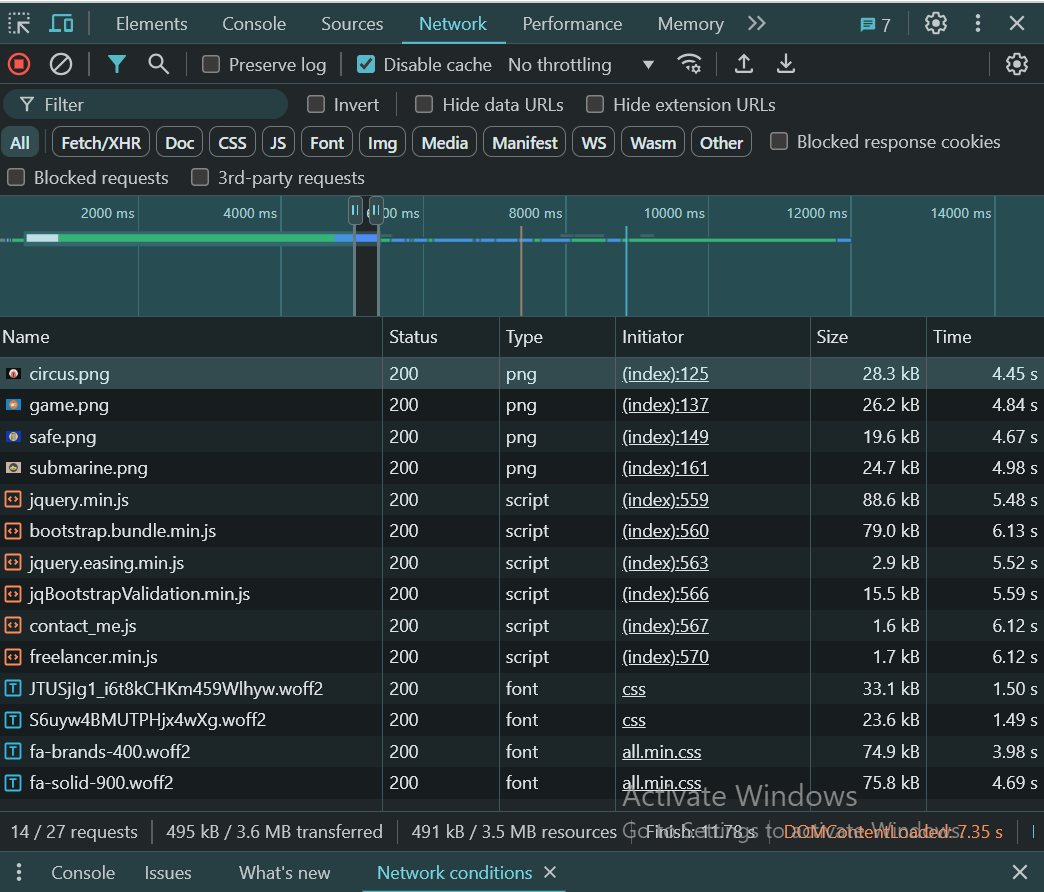 Elements Console Sources Network Performance Memory 7
Preserve log Disable cache No throttling
Filter Invert Hide data URLs Hide extension URLs
All Fetch/XHR Doc CSS JS Font Img Media Manifest WS Wasm Other Blocked response cookies
Blocked requests 3rd-party requests
2000 ms 4000 ms 8000 ms 10000 ms 12000 ms 14000 ms
Name Status Type Initiator Size Time
circus.png 200 png (index):125 28.3 kB 4.45 s
game.png 200 png (index):137 26.2 kB 4.84 s
safe.png 200 png (index):149 19.6 kB 4.67 s
submarine.png 200 png (index):161 24.7 kB 4.98 s
jquery.min.js 200 script (index):559 88.6 kB 5.48 s
bootstrap.bundle.min.js 200 script (index):560 79.0 kB 6.13 s
jquery.easing.min.js 200 script (index):563 2.9 kB 5.52 s
jqBootstrapValidation.min.js 200 script (index):566 15.5 kB 5.59 s
contact_me.js 200 script (index):567 1.6 kB 6.12 s
freelancer.min.js 200 script (index):570 1.7 kB 6.12 s
JTUSjIg1_i6t8kCHKm459Wlhyw.woff2 200 font css 33.1 kB 1.50 s
S6uyw4BMUTPHjx4wXg.woff2 200 font css 23.6 kB 1.49 s
fa-brands-400.woff2 200 font all.min.css 74.9 kB 3.98 s
fa-solid-900.woff2 200 font all.min.css 75.8 kB 4.69 s
Activate Windows
Go to Settings to activate Windows.
14 / 27 requests 495 kB / 3.6 MB transferred 491 kB / 3.5 MB resources Finish: 11.78 s DOMContentLoaded: 7.35 s
Console Issues What's new Network conditions